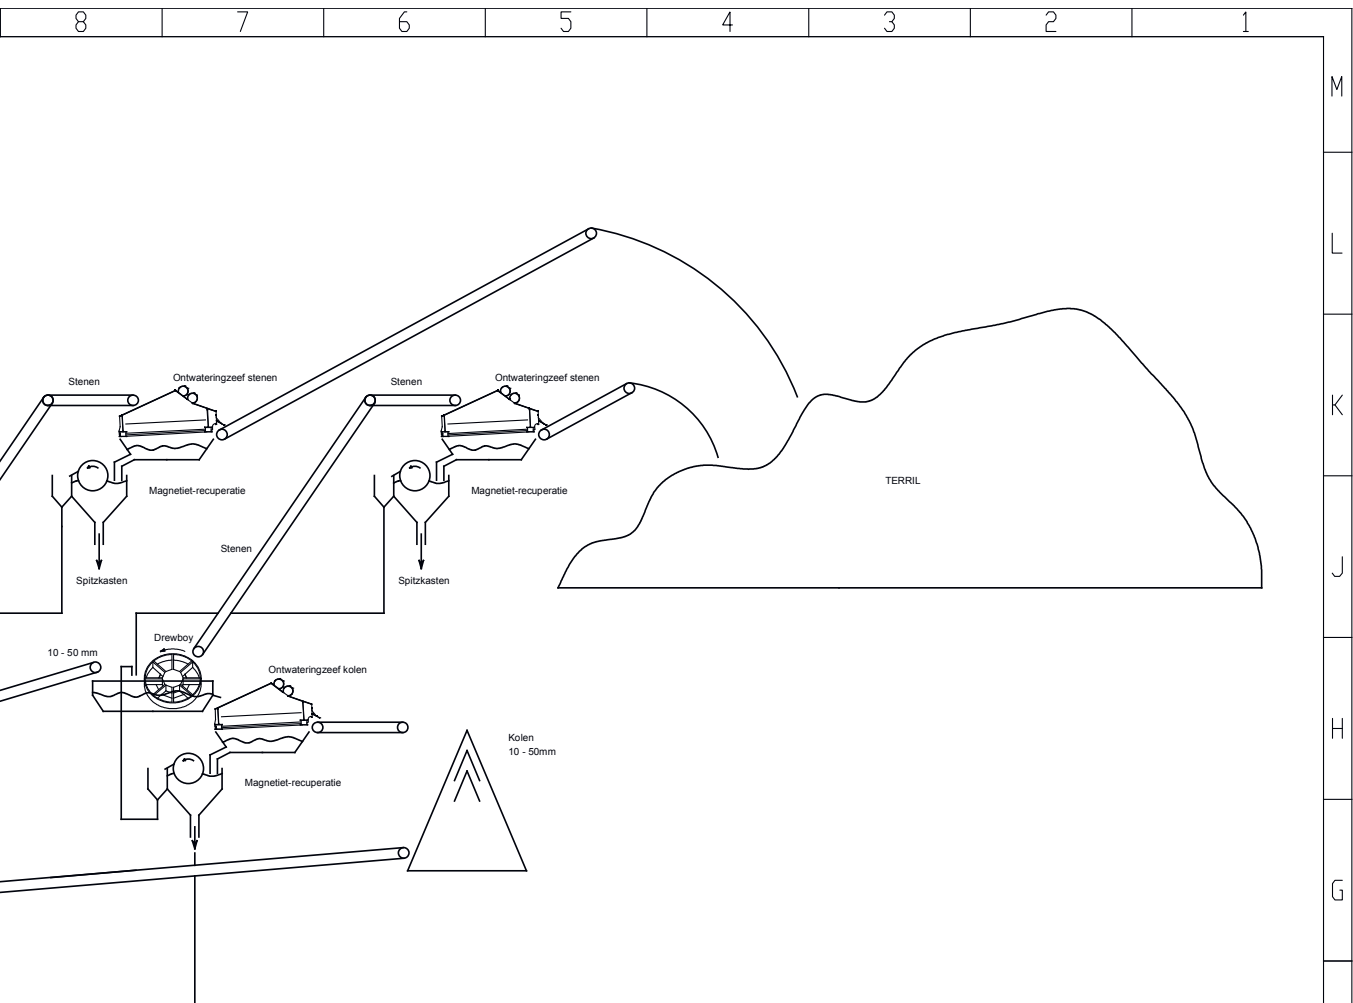 8 7 6 5 4 3 2 1
M
L
Stenen
Ontwateringzeef stenen
Stenen
Ontwateringzeef stenen
K
TERRIL
Magnetiet-recuperatie
Magnetiet-recuperatie
Stenen
J
Spitzkasten
Spitzkasten
Drewboy
10 - 50 mm
Ontwateringzeef kolen
H
Kolen
10 - 50mm
Magnetiet-recuperatie
G